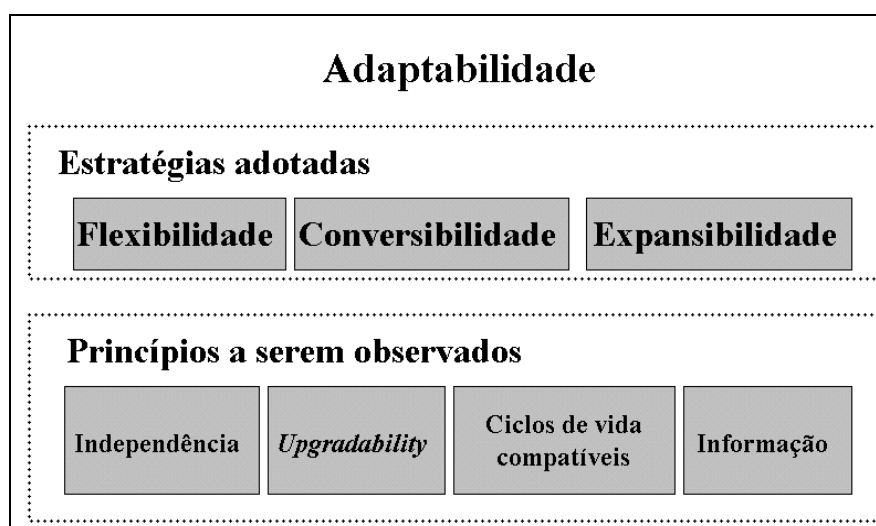 Adaptabilidade
Estratégias adotadas
Flexibilidade
Conversibilidade
Expansibilidade
Princípios a serem observados
Independência
Upgradability
Ciclos de vida
compatíveis
Informação